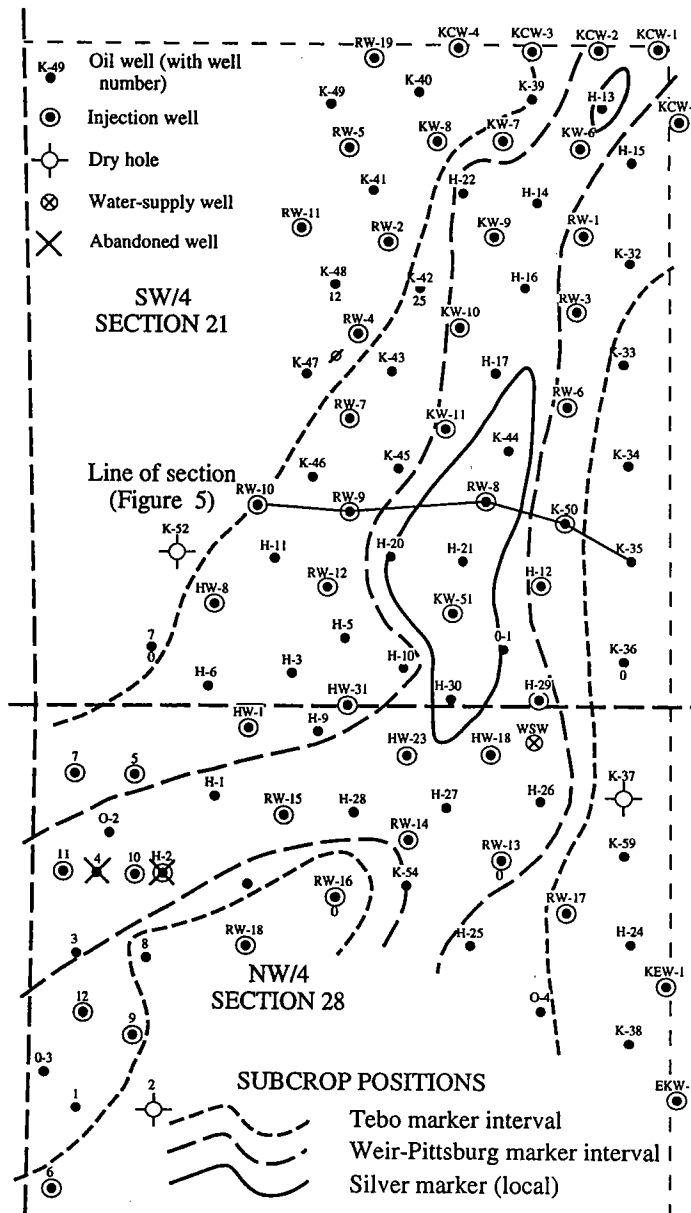 KCW-4 KCW-3 KCW-2 KCW-1
RW-19
K-49 Oil well (with well number)
K-49 K-40 K-39 H-13
Injection well
KCW-
RW-5 KW-8 KW-7 KW-6
Dry hole
H-15
K-41 H-22 H-14
Water-supply well
RW-11 RW-2 KW-9 RW-1
Abandoned well
K-48 K-42 H-16 K-32
12 25
SW/4
SECTION 21
RW-4 KW-10 RW-3
K-47 K-43 H-17 K-33
RW-7 KW-11 RW-6
K-46 K-45 K-44 K-34
Line of section
(Figure 5)
RW-10 RW-9 RW-8 K-50
K-52 H-11 H-20 H-21 K-35
HW-8 RW-12 KW-51 H-12
7 H-5 0-1
0
H-6 H-3 H-10 K-36
0
HW-31 H-30 H-29
HW-1 H-9 WSW
7 5 HW-23 HW-18
H-1 K-37
O-2 RW-15 H-28 H-27 H-26
RW-14
11 4 10 H-2 RW-13 K-59
0
RW-16 K-54
0
RW-17
3 8 RW-18 H-25 H-24
NW/4
SECTION 28
KEW-1
12 9 O-4
0-3 K-38
1 2 EKW-
SUBCROP POSITIONS
Tebo marker interval
Weir-Pittsburg marker interval
Silver marker (local)
6